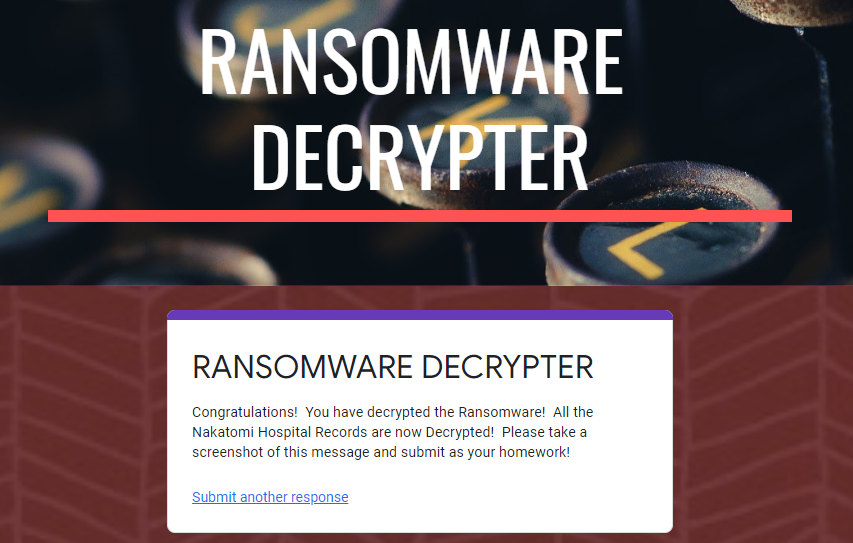 RANSOMWARE
DECRYPTER
RANSOMWARE DECRYPTER
Congratulations!  You have decrypted the Ransomware!  All the
Nakatomi Hospital Records are now Decrypted!  Please take a
screenshot of this message and submit as your homework!
Submit another response